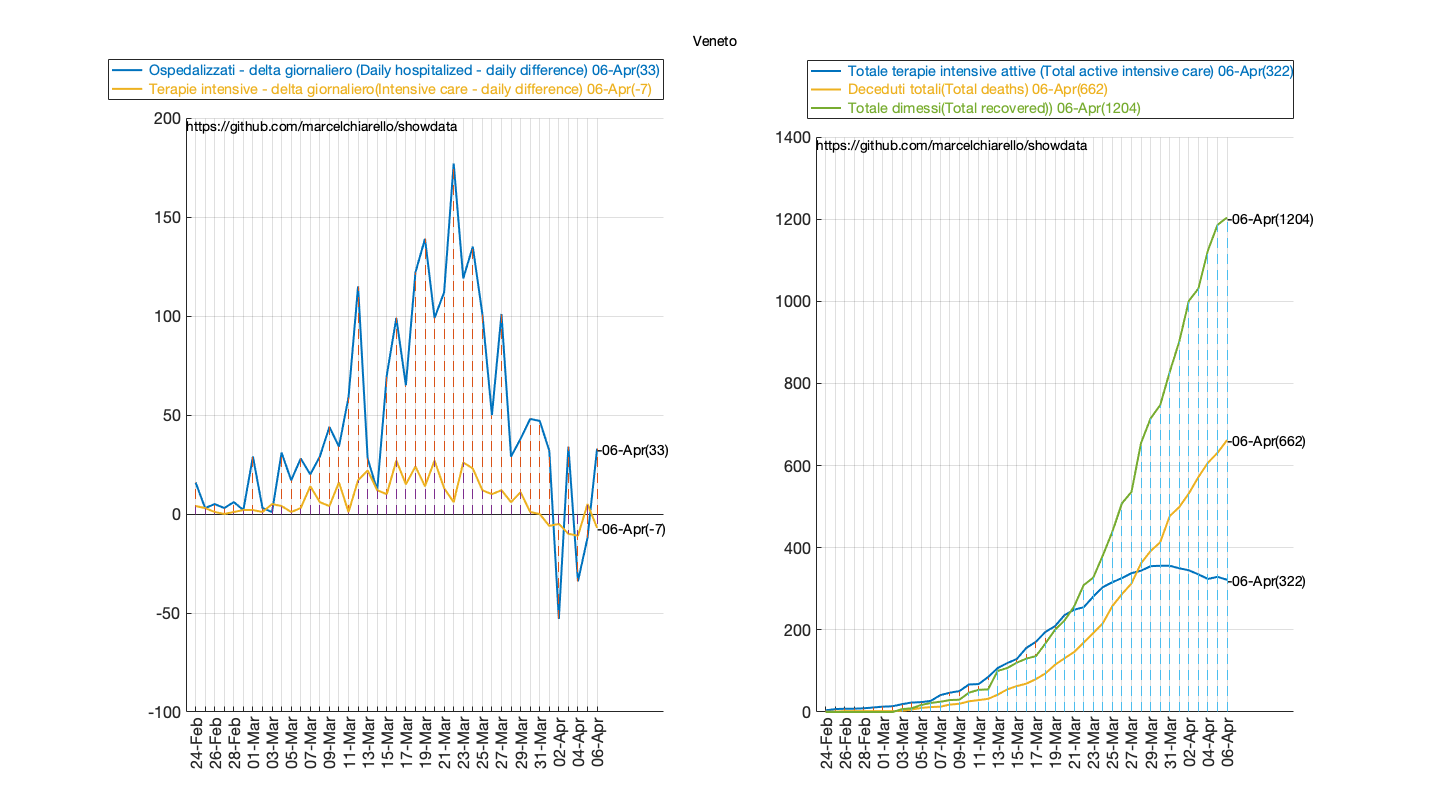 Veneto
Ospedalizzati - delta giornaliero (Daily hospitalized - daily difference) 06-Apr(33)
Terapie intensive - delta giornaliero(Intensive care - daily difference) 06-Apr(-7)
https://github.com/marcelchiarello/showdata
200
150
100
50
0
-50
-100
-06-Apr(33)
-06-Apr(-7)
24-Feb
26-Feb
28-Feb
01-Mar
03-Mar
05-Mar
07-Mar
09-Mar
11-Mar
13-Mar
15-Mar
17-Mar
19-Mar
21-Mar
23-Mar
25-Mar
27-Mar
29-Mar
31-Mar
02-Apr
04-Apr
06-Apr
Totale terapie intensive attive (Total active intensive care) 06-Apr(322)
Deceduti totali(Total deaths) 06-Apr(662)
Totale dimessi(Total recovered)) 06-Apr(1204)
https://github.com/marcelchiarello/showdata
1400
1200
1000
800
600
400
200
0
-06-Apr(1204)
-06-Apr(662)
-06-Apr(322)
24-Feb
26-Feb
28-Feb
01-Mar
03-Mar
05-Mar
07-Mar
09-Mar
11-Mar
13-Mar
15-Mar
17-Mar
19-Mar
21-Mar
23-Mar
25-Mar
27-Mar
29-Mar
31-Mar
02-Apr
04-Apr
06-Apr